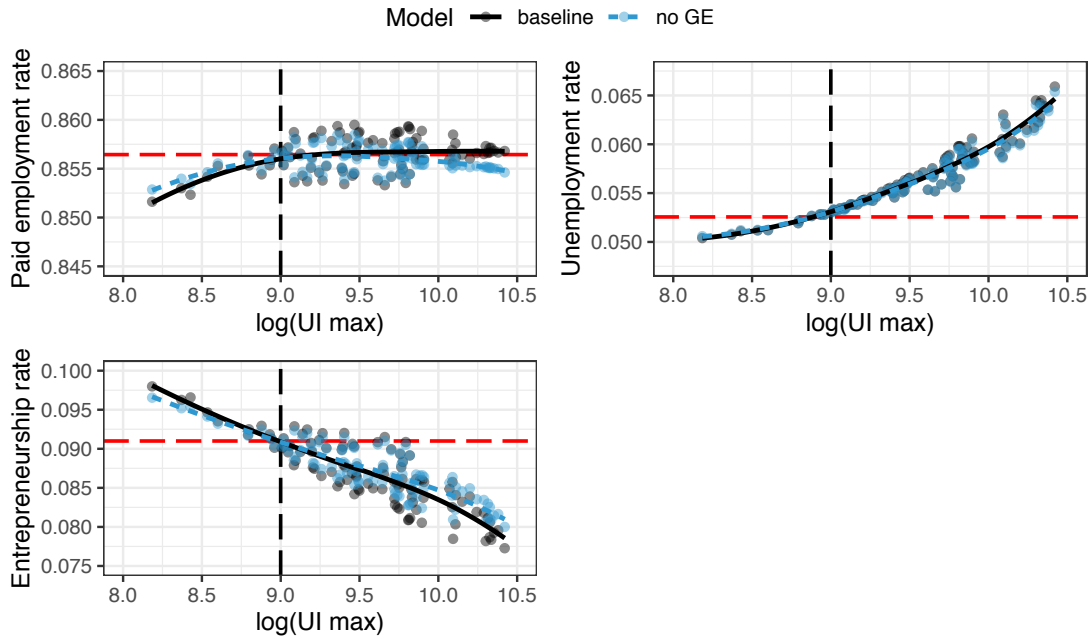 Model baseline no GE
Paid employment rate
0.865
0.860
0.855
0.850
0.845
8.0 8.5 9.0 9.5 10.0 10.5
log(UI max)
Unemployment rate
0.065
0.060
0.055
0.050
8.0 8.5 9.0 9.5 10.0 10.5
log(UI max)
Entrepreneurship rate
0.100
0.095
0.090
0.085
0.080
0.075
8.0 8.5 9.0 9.5 10.0 10.5
log(UI max)